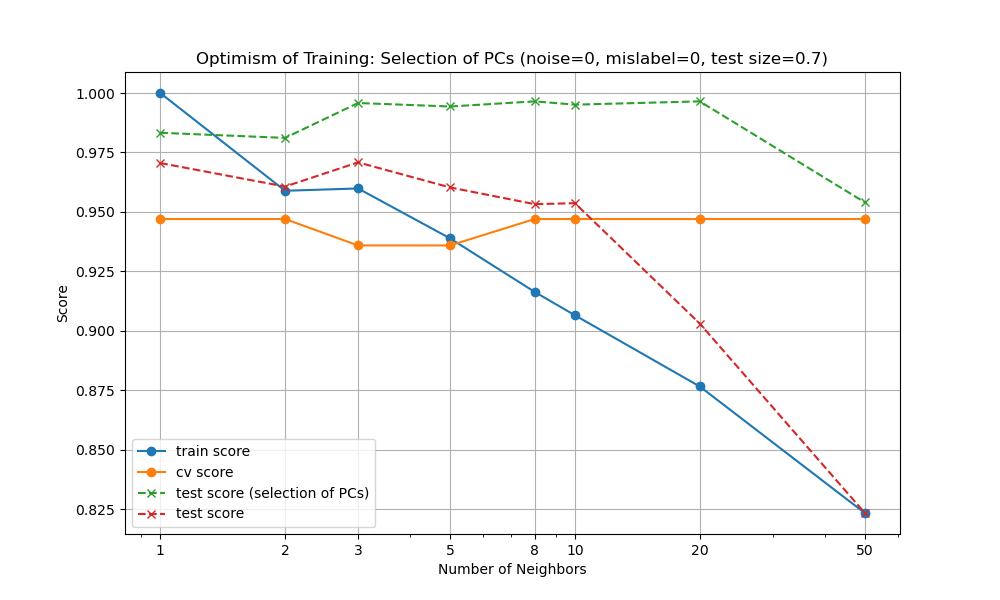 Optimism of Training: Selection of PCs (noise=0, mislabel=0, test size=0.7)
1.000
0.975
0.950
0.925
0.900
0.875
0.850
0.825
Score
train score
cv score
test score (selection of PCs)
test score
1 2 3 5 8 10 20 50
Number of Neighbors